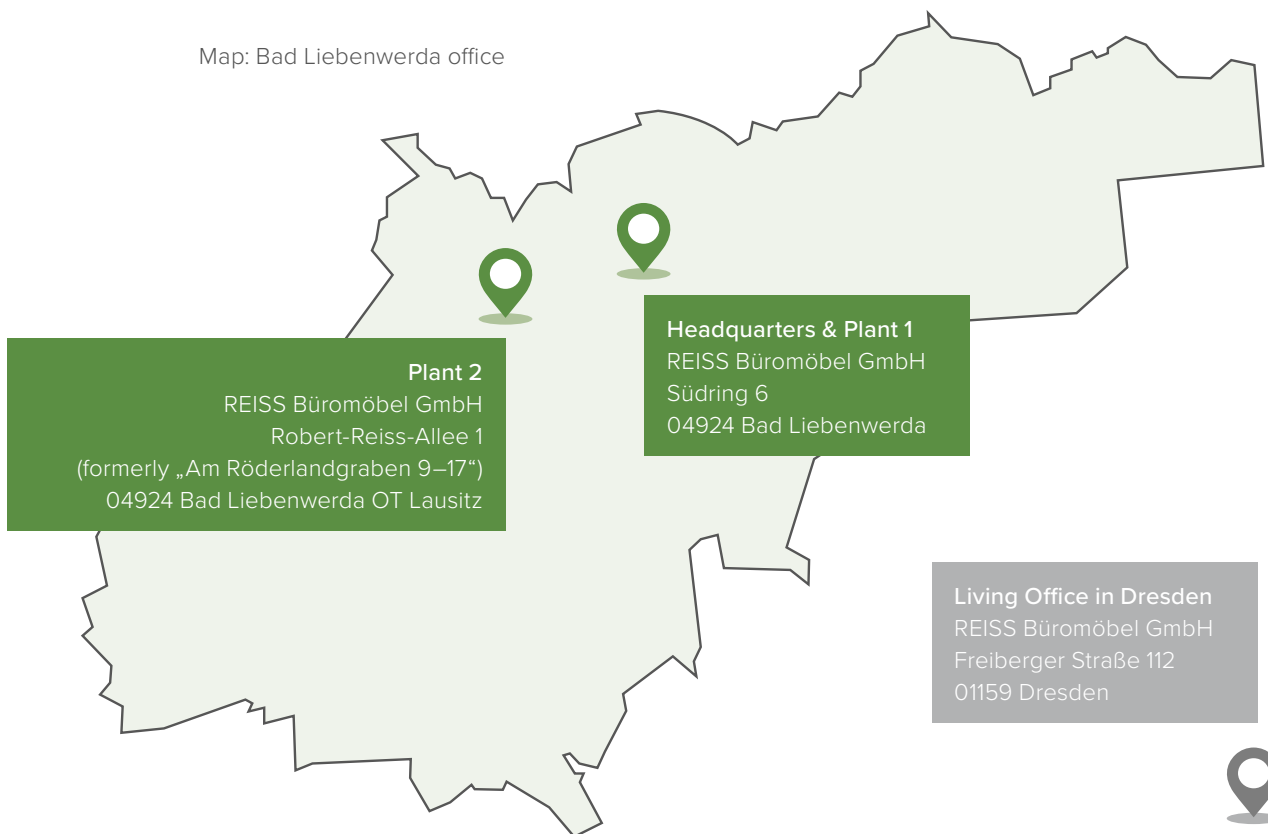 Map: Bad Liebenwerda office
Headquarters & Plant 1
REISS Büromöbel GmbH
Südring 6
04924 Bad Liebenwerda
Plant 2
REISS Büromöbel GmbH
Robert-Reiss-Allee 1
(formerly „Am Röderlandgraben 9–17“)
04924 Bad Liebenwerda OT Lausitz
Living Office in Dresden
REISS Büromöbel GmbH
Freiberger Straße 112
01159 Dresden